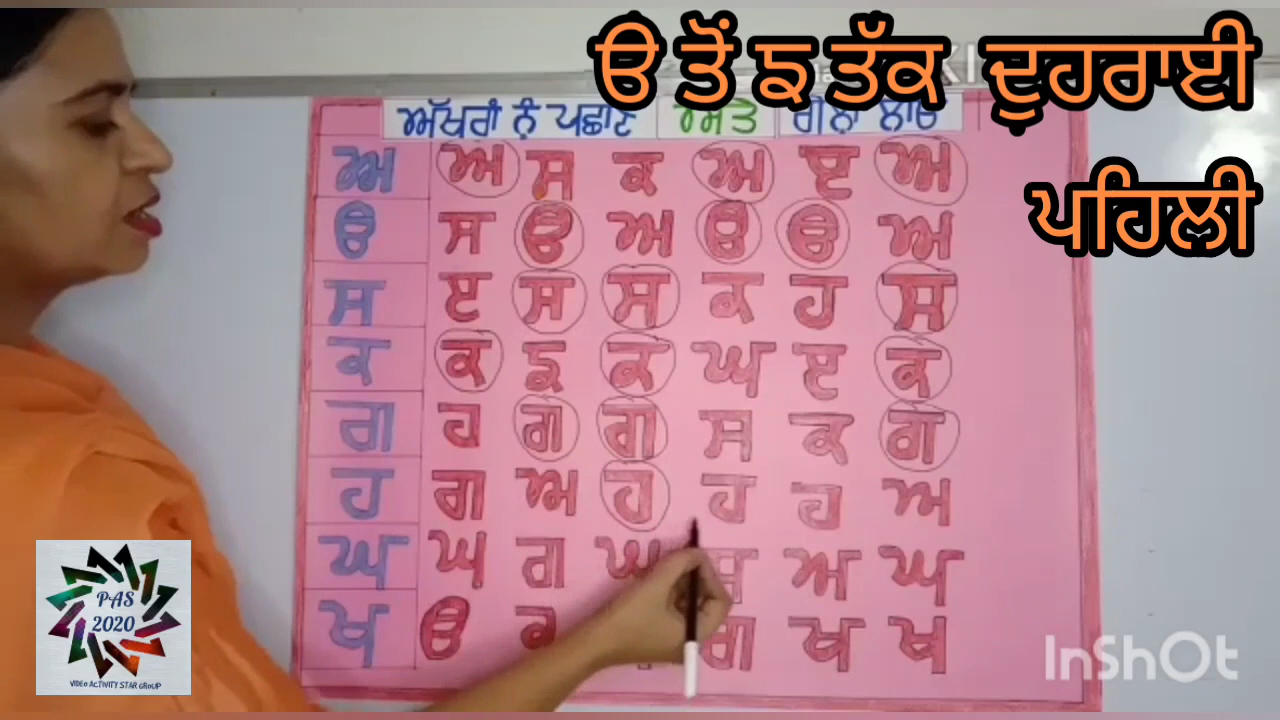 ੳ ਤੋਂ ਙ ਤੱਕ ਦੁਹਰਾਈ
ਪਹਿਲੀ
ਅੱਖਰਾਂ ਨੂੰ ਪਛਾਣ
ਅ ਅ ਸ ਕ ਅ ੲ ਅ
ੳ ਸ ੳ ਅ ੳ ੳ ਅ
ਸ ੲ ਸ ਸ ਕ ਹ ਸ
ਕ ਕ ਙ ਕ ਘ ੲ ਕ
ਗ ਹ ਗ ਗ ਸ ਕ ਗ
ਹ ਗ ਅ ਹ ਹ ਹ ਅ
ਘ ਘ ਗ ਘ ਅ ਘ
ਖ ੳ ਗ ਖ ਖ
PAS
2020
VIDEO ACTIVITY STAR GROUP
InShOt